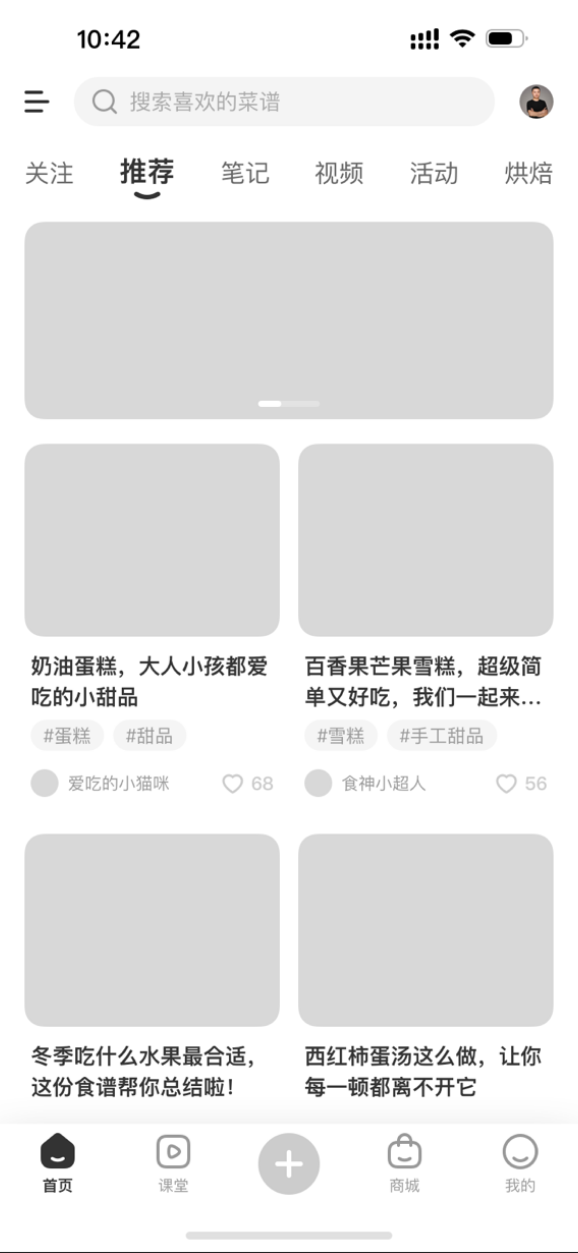 10:42
搜索喜欢的菜谱
关注 推荐 笔记 视频 活动 烘焙
奶油蛋糕，大人小孩都爱
吃的小甜品
#蛋糕 #甜品
爱吃的小猫咪 68
百香果芒果雪糕，超级简
单又好吃，我们一起来...
#雪糕 #手工甜品
食神小超人 56
冬季吃什么水果最合适，
这份食谱帮你总结啦！
西红柿蛋汤这么做，让你
每一顿都离不开它
首页 课堂 商城 我的